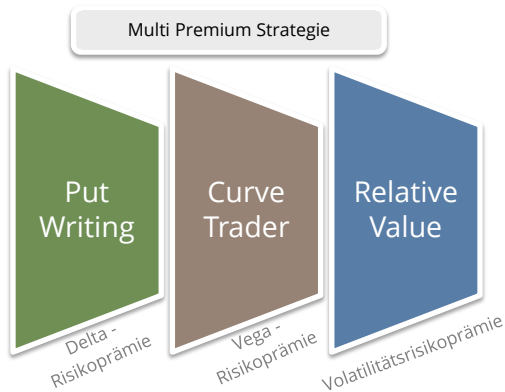 Multi Premium Strategie
Put
Writing
Curve
Trader
Relative
Value
Delta -
Risikoprämie
Vega -
Risikoprämie
Volatilitätsrisikoprämie